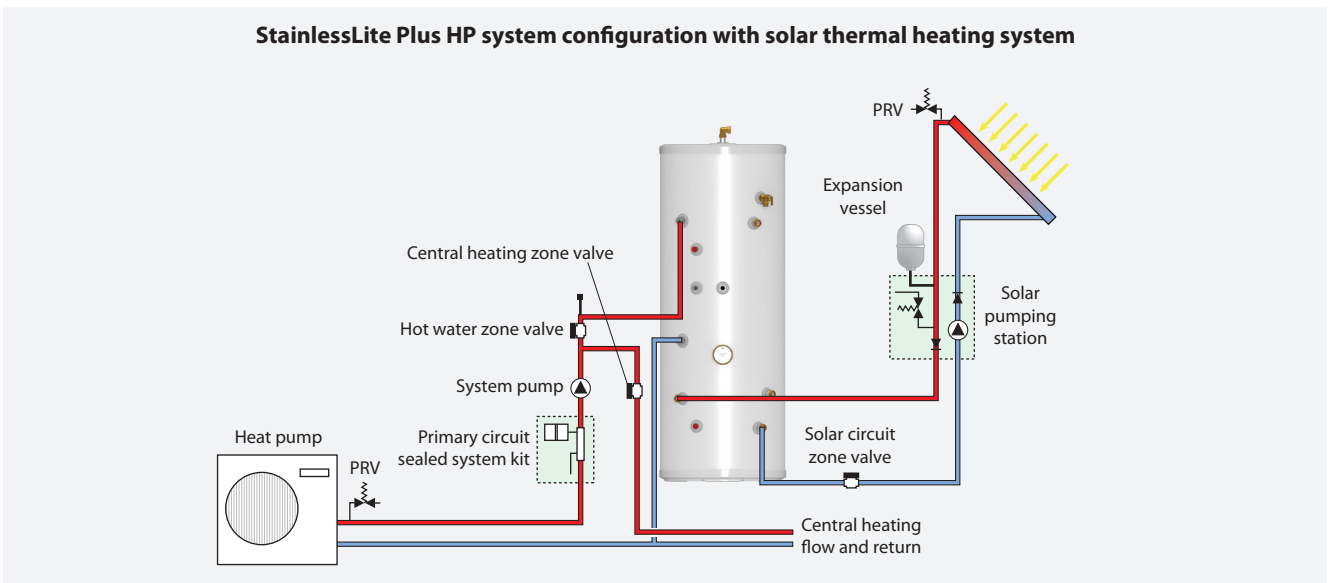 StainlessLite Plus HP system configuration with solar thermal heating system
PRV
Expansion
vessel
Central heating zone valve
Solar
pumping
station
Hot water zone valve
System pump
Heat pump
Primary circuit
sealed system kit
Solar circuit
zone valve
PRV
Central heating
flow and return